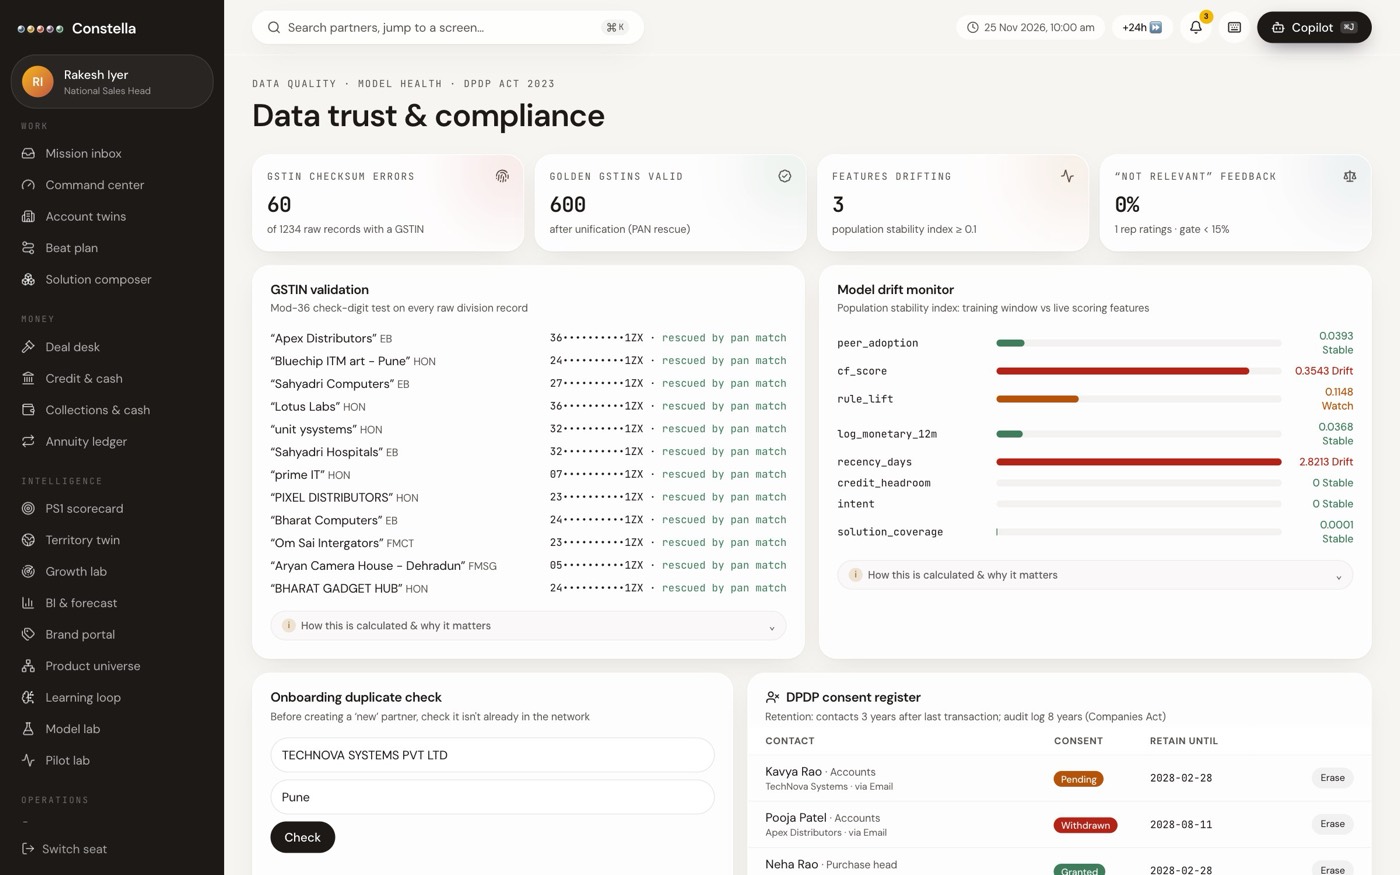 Constella
RI
Rakesh Iyer
National Sales Head
WORK
Mission inbox
Command center
Account twins
Beat plan
Solution composer
MONEY
Deal desk
Credit & cash
Collections & cash
Annuity ledger
INTELLIGENCE
PS1 scorecard
Territory twin
Growth lab
BI & forecast
Brand portal
Product universe
Learning loop
Model lab
Pilot lab
OPERATIONS
Switch seat
Search partners, jump to a screen... ⌘ K
25 Nov 2026, 10:00 am
+24h ⏩
3
Copilot ⌘J
DATA QUALITY · MODEL HEALTH · DPDP ACT 2023
Data trust & compliance
GSTIN CHECKSUM ERRORS
60
of 1234 raw records with a GSTIN
GOLDEN GSTINS VALID
600
after unification (PAN rescue)
FEATURES DRIFTING
3
population stability index ≥ 0.1
“NOT RELEVANT” FEEDBACK
0%
1 rep ratings · gate < 15%
GSTIN validation
Mod-36 check-digit test on every raw division record
“Apex Distributors” EB 36•••••••••1ZX · rescued by pan match
“Bluechip ITM art - Pune” HON 24•••••••••1ZX · rescued by pan match
“Sahyadri Computers” EB 27•••••••••1ZX · rescued by pan match
“Lotus Labs” HON 36•••••••••1ZX · rescued by pan match
“unit ysystems” HON 32•••••••••1ZX · rescued by pan match
“Sahyadri Hospitals” EB 32•••••••••1ZX · rescued by pan match
“prime IT” HON 07•••••••••1ZX · rescued by pan match
“PIXEL DISTRIBUTORS” HON 23•••••••••1ZX · rescued by pan match
“Bharat Computers” EB 24•••••••••1ZX · rescued by pan match
“Om Sai Intergators” FMCT 23•••••••••1ZX · rescued by pan match
“Aryan Camera House - Dehradun” FMSG 05•••••••••1ZX · rescued by pan match
“BHARAT GADGET HUB” HON 24•••••••••1ZX · rescued by pan match
How this is calculated & why it matters
Model drift monitor
Population stability index: training window vs live scoring features
peer_adoption 0.0393
Stable
cf_score 0.3543 Drift
rule_lift 0.1148
Watch
log_monetary_12m 0.0368
Stable
recency_days 2.8213 Drift
credit_headroom 0 Stable
intent 0 Stable
solution_coverage 0.0001
Stable
How this is calculated & why it matters
Onboarding duplicate check
Before creating a ‘new’ partner, check it isn't already in the network
TECHNOVA SYSTEMS PVT LTD
Pune
Check
DPDP consent register
Retention: contacts 3 years after last transaction; audit log 8 years (Companies Act)
CONTACT CONSENT RETAIN UNTIL
Kavya Rao · Accounts
TechNova Systems · via Email
Pending 2028-02-28 Erase
Pooja Patel · Accounts
Apex Distributors · via Email
Withdrawn 2028-08-11 Erase
Neha Rao · Purchase head
Granted 2028-02-28 Erase